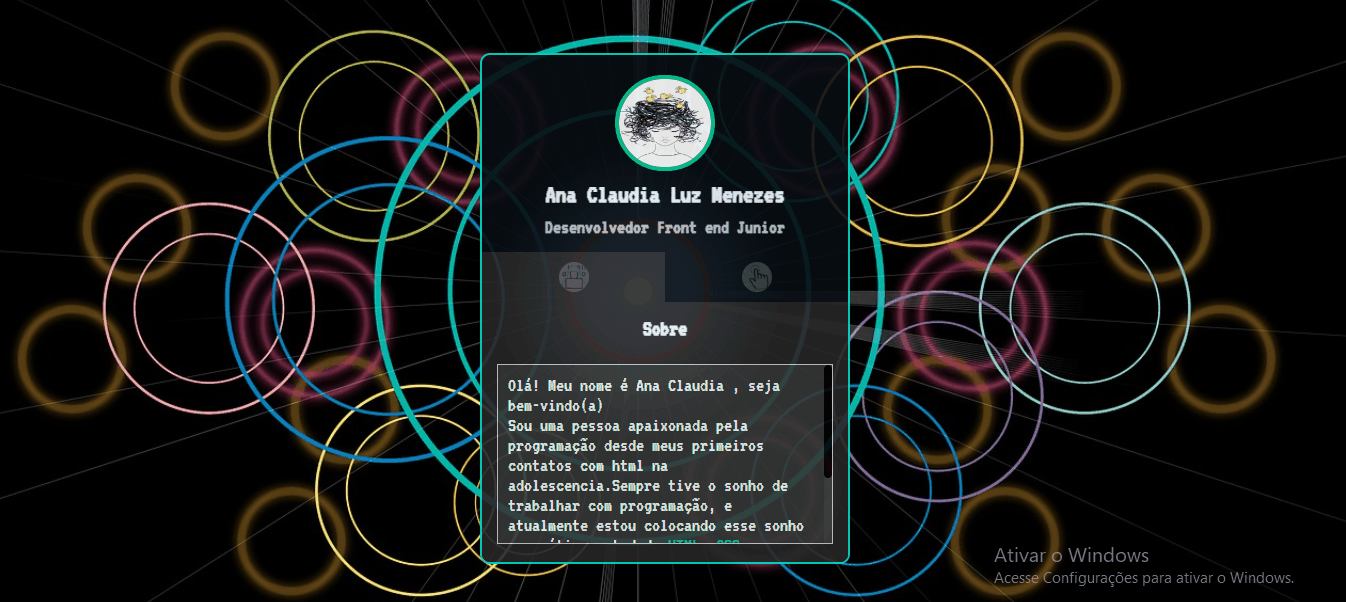 Ana Claudia Luz Menezes
Desenvolvedor Front end Junior
Sobre
Olá! Meu nome é Ana Claudia , seja
bem-vindo(a)
Sou uma pessoa apaixonada pela
programação desde meus primeiros
contatos com html na
adolescencia.Sempre tive o sonho de
trabalhar com programação, e
atualmente estou colocando esse sonho
Ativar o Windows
Acesse Configurações para ativar o Windows.